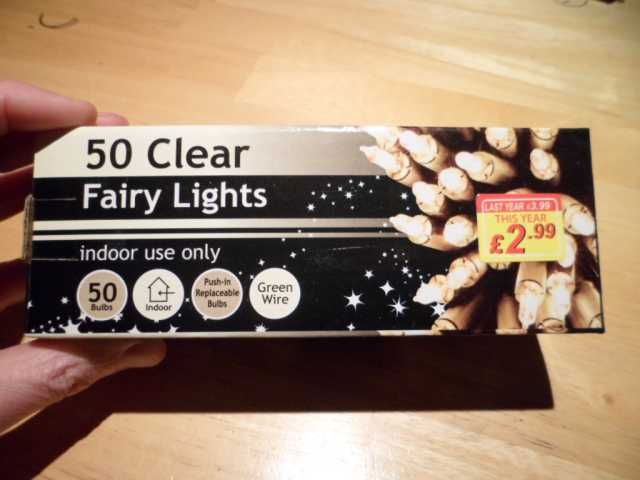 50 Clear
Fairy Lights
indoor use only
50
Bulbs
Indoor
Push-in
Replaceable
Bulbs
Green
Wire
LAST YEAR £3.99
THIS YEAR
£2.99